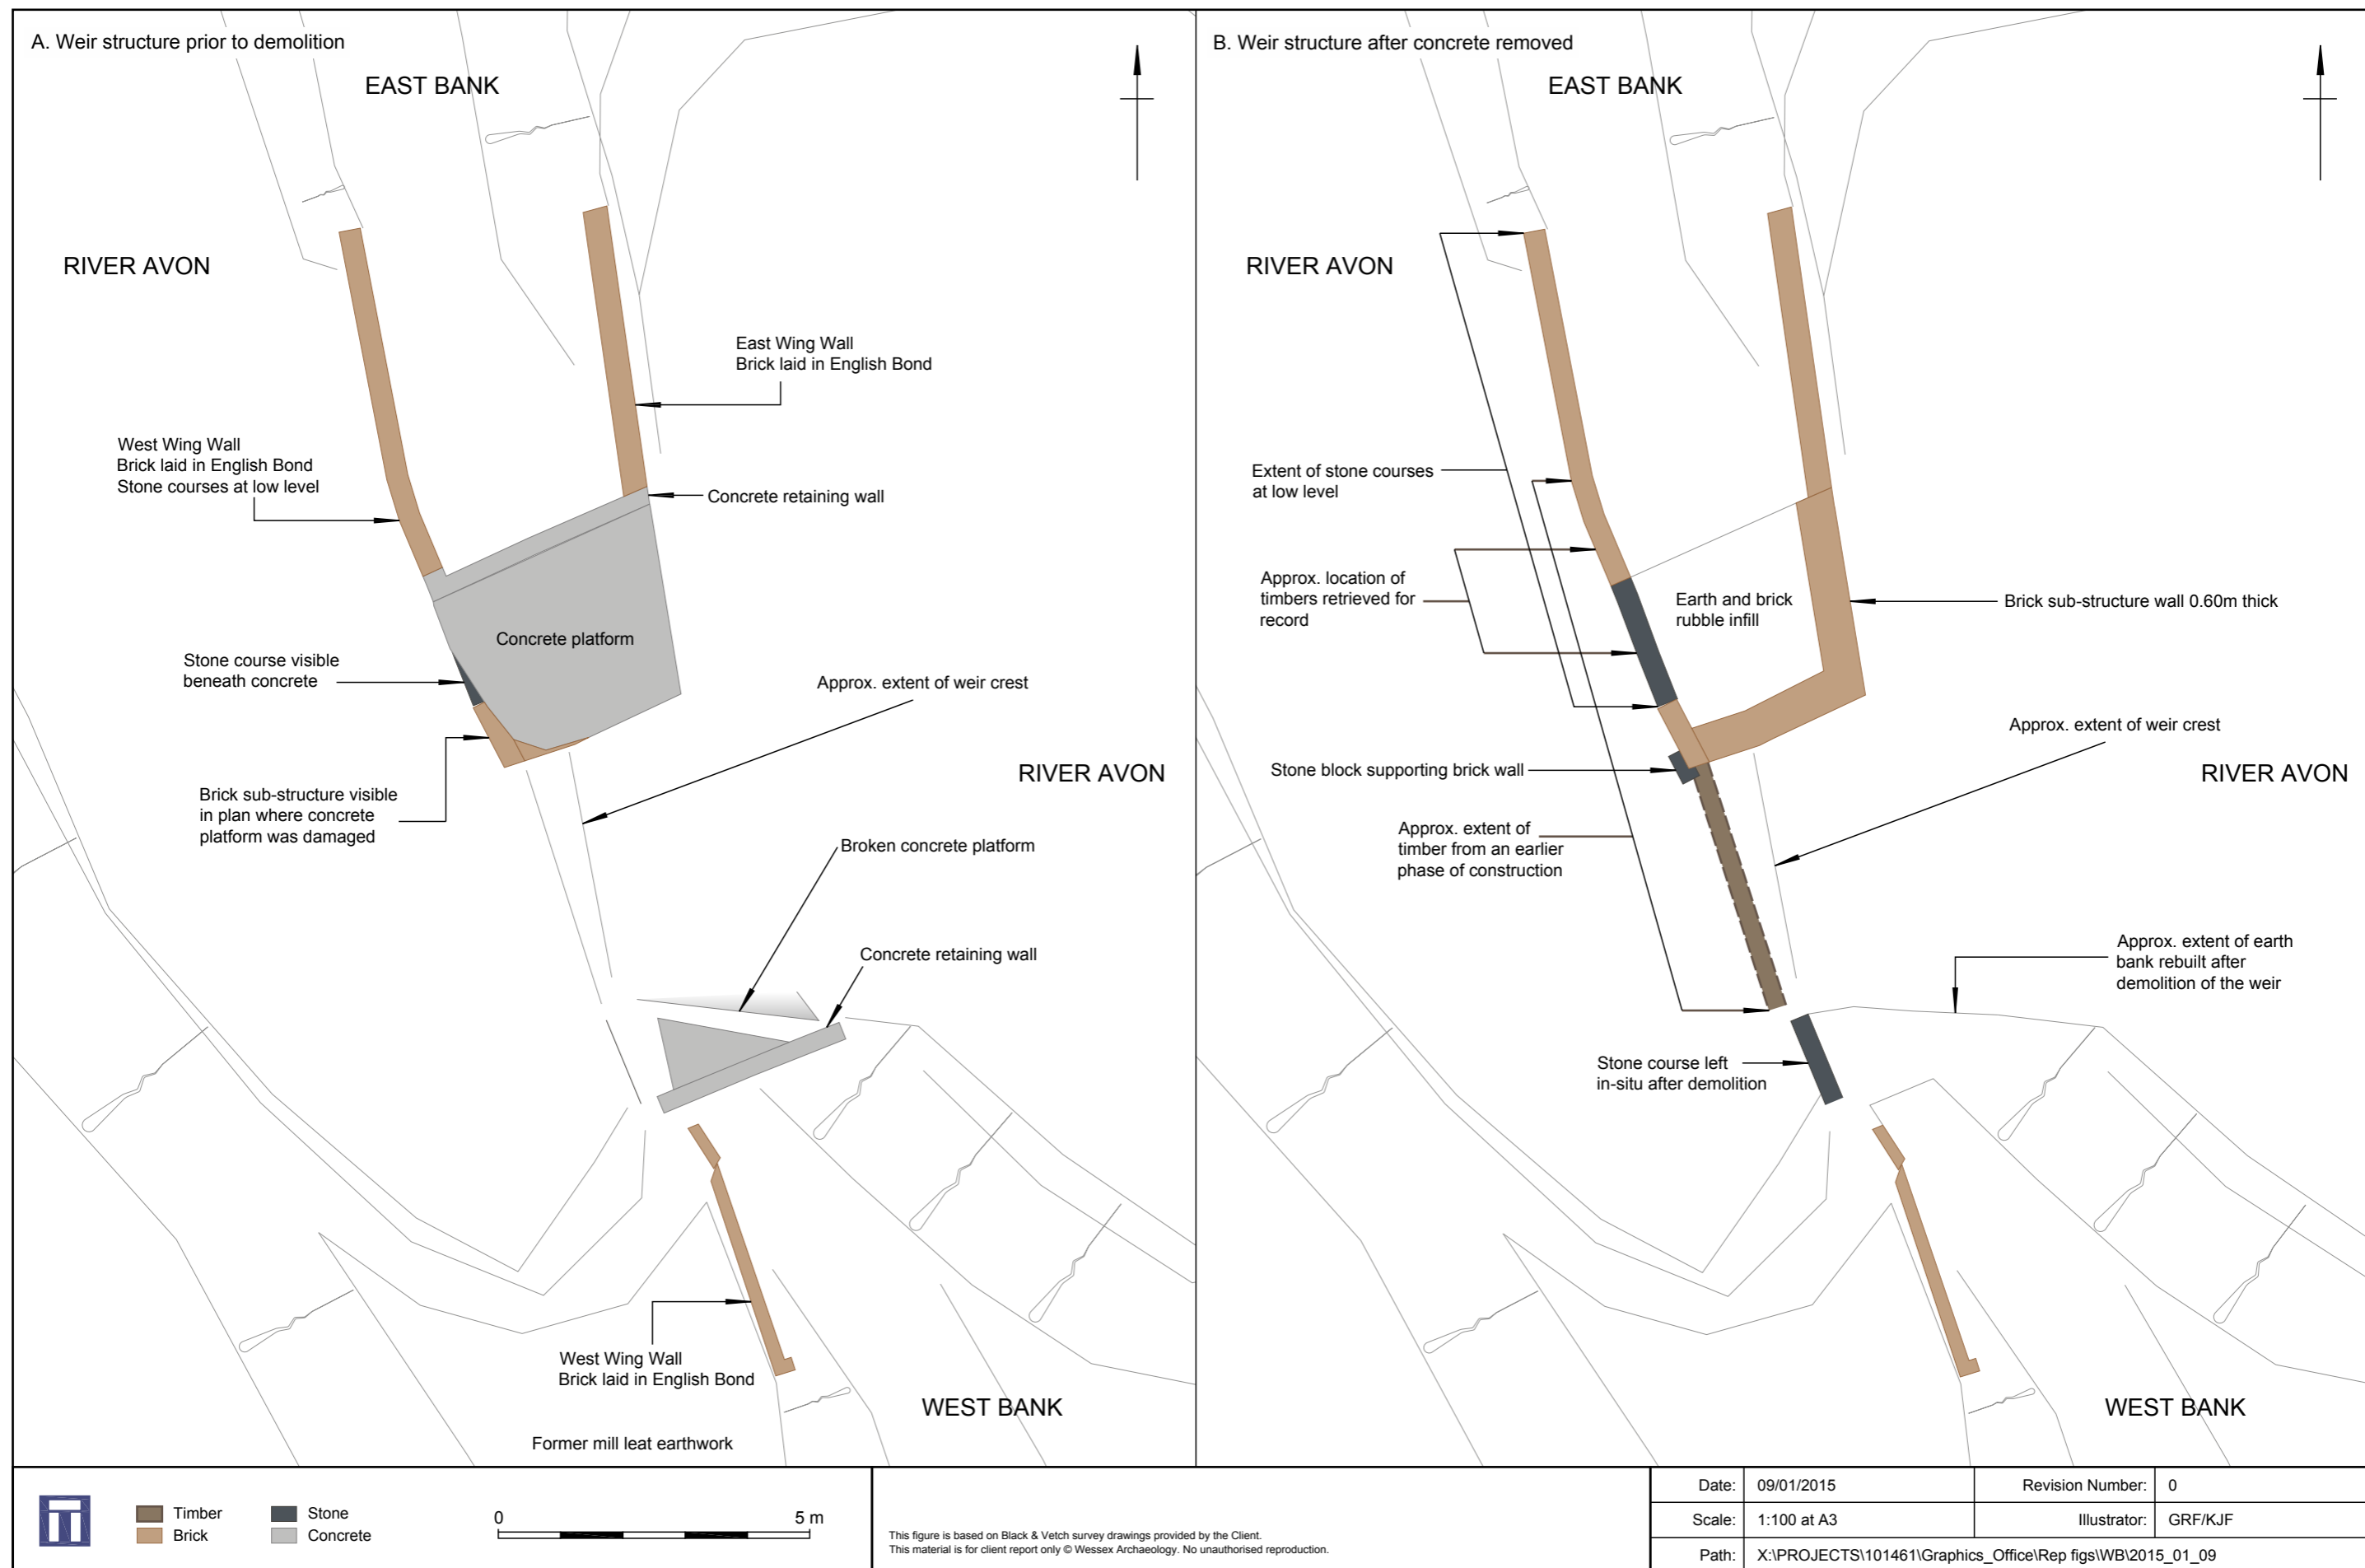 A. Weir structure prior to demolition
EAST BANK
RIVER AVON
East Wing Wall
Brick laid in English Bond
West Wing Wall
Brick laid in English Bond
Stone courses at low level
Concrete retaining wall
Concrete platform
Stone course visible
beneath concrete
Approx. extent of weir crest
RIVER AVON
Brick sub-structure visible
in plan where concrete
platform was damaged
Broken concrete platform
Concrete retaining wall
West Wing Wall
Brick laid in English Bond
WEST BANK
Former mill leat earthwork
B. Weir structure after concrete removed
EAST BANK
RIVER AVON
Extent of stone courses
at low level
Approx. location of
timbers retrieved for
record
Earth and brick
rubble infill
Brick sub-structure wall 0.60m thick
Approx. extent of weir crest
Stone block supporting brick wall
RIVER AVON
Approx. extent of
timber from an earlier
phase of construction
Approx. extent of earth
bank rebuilt after
demolition of the weir
Stone course left
in-situ after demolition
WEST BANK
Timber
Brick
Stone
Concrete
0 5 m
This figure is based on Black & Vetch survey drawings provided by the Client.
This material is for client report only © Wessex Archaeology. No unauthorised reproduction.
Date: 09/01/2015 Revision Number: 0
Scale: 1:100 at A3 Illustrator: GRF/KJF
Path: X:\PROJECTS\101461\Graphics_Office\Rep figs\WB\2015_01_09